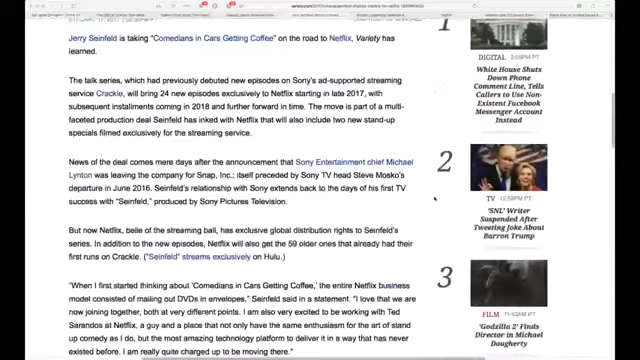 Jerry Seinfeld is taking "Comedians in Cars Getting Coffee" on the road to Netflix, Variety has
learned.
The talk series, which had previously debuted new episodes on Sony's ad-supported streaming
service Crackle, will bring 24 new episodes exclusively to Netflix starting in late 2017, with
subsequent installments coming in 2018 and further forward in time. The move is part of a multi-
faceted production deal Seinfeld has inked with Netflix that will also include two new stand-up
specials filmed exclusively for the streaming service.
News of the deal comes mere days after the announcement that Sony Entertainment chief Michael
Lynton was leaving the company for Snap, Inc.; itself preceded by Sony TV head Steve Mosko's
departure in June 2016. Seinfeld's relationship with Sony extends back to the days of his first TV
success with "Seinfeld," produced by Sony Pictures Television.
But now Netflix, belle of the streaming ball, has exclusive global distribution rights to Seinfeld's
series. In addition to the new episodes, Netflix will also get the 59 older ones that already had their
first runs on Crackle. ("Seinfeld" streams exclusively on Hulu.)
"When I first started thinking about 'Comedians in Cars Getting Coffee,' the entire Netflix business
model consisted of mailing out DVDs in envelopes," Seinfeld said in a statement. "I love that we are
now joining together, both at very different points. I am also very excited to be working with Ted
Sarandos at Netflix, a guy and a place that not only have the same enthusiasm for the art of stand
up comedy as I do, but the most amazing technology platform to deliver it in a way that has never
existed before. I am really quite charged up to be moving there."
1
DIGITAL
White House Shuts
Down Phone
Comment Line, Tells
Callers to Use
Non-Existent
Facebook
Messenger Account
Instead
2
TV 12:59PM PT
'SNL' Writer
Suspended After
Tweeting Joke About
Barron Trump
3
FILM 11:42AM PT
'Godzilla 2' Finds
Director in Michael
Dougherty